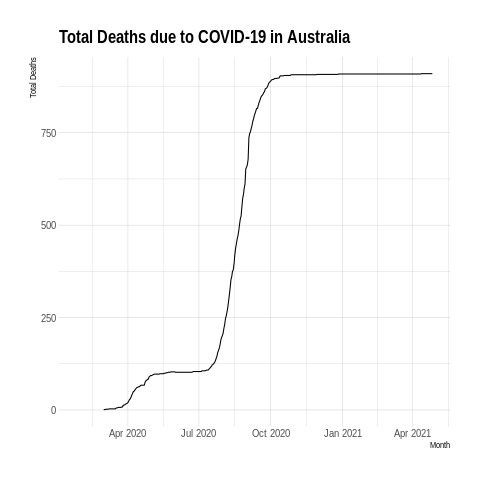 Total Deaths due to COVID-19 in Australia
Total Deaths
750
500
250
0
Apr 2020 Jul 2020 Oct 2020 Jan 2021 Apr 2021
Month